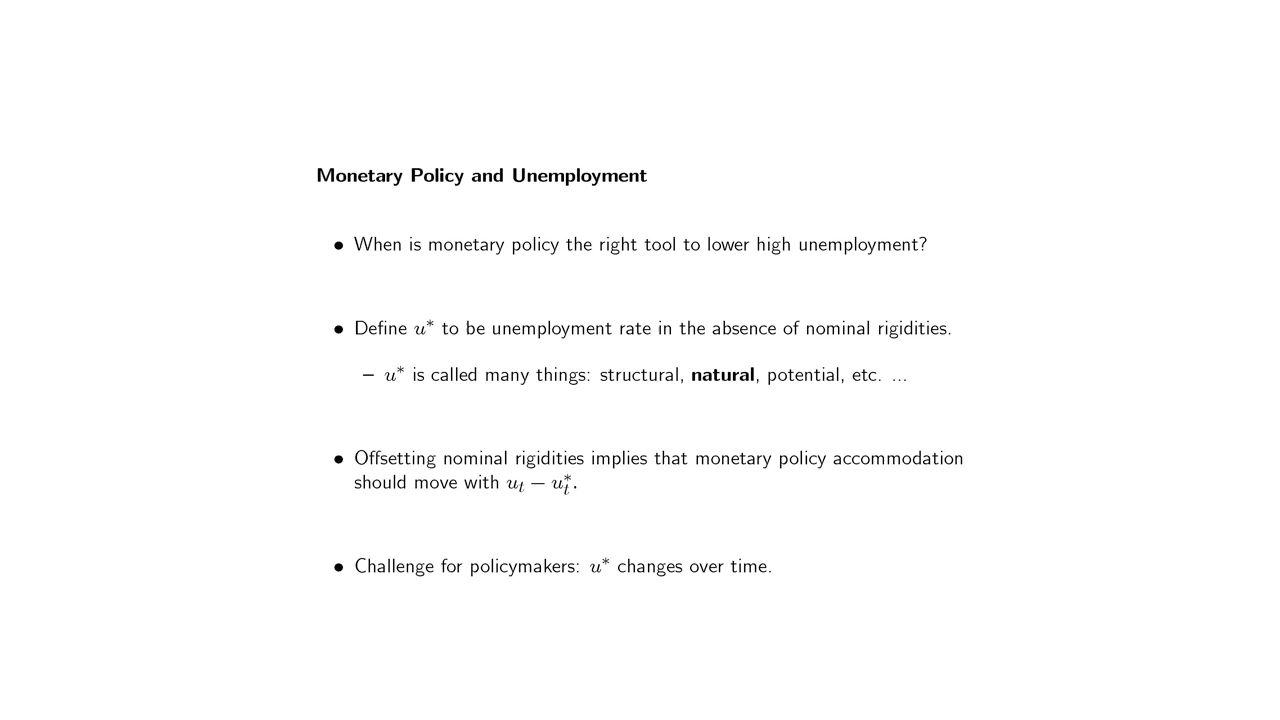 Monetary Policy and Unemployment
• When is monetary policy the right tool to lower high unemployment?
• Define u* to be unemployment rate in the absence of nominal rigidities.
– u* is called many things: structural, natural, potential, etc. ...
• Offsetting nominal rigidities implies that monetary policy accommodation
should move with uₜ − u*ₜ.
• Challenge for policymakers: u* changes over time.